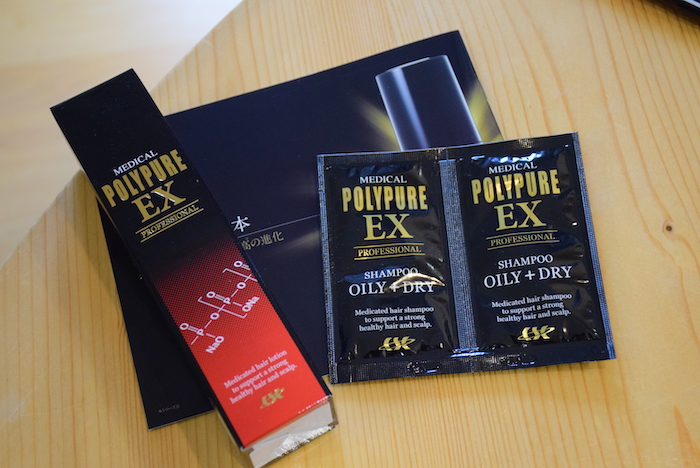 MEDICAL
POLYPURE
EX
PROFESSIONAL
O
O
O
P
O
P
O
P
NaO
ONa
Medicated hair lotion
to support a strong
healthy hair and scalp.
本
の進化
MEDICAL
POLYPURE
EX
PROFESSIONAL
SHAMPOO
OILY + DRY
Medicated hair shampoo
to support a strong
healthy hair and scalp.
MEDICAL
POLYPURE
EX
PROFESSIONAL
SHAMPOO
OILY + DRY
Medicated hair shampoo
to support a strong
healthy hair and scalp.